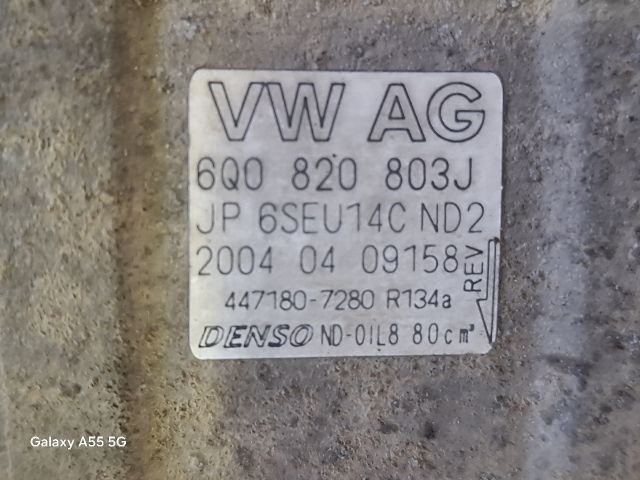 VW AG
6Q0 820 803J
JP 6SEU14C ND2
2004 04 09158
REV
447180-7280 R134a
DENSO ND-OIL8 80cm³
Galaxy A55 5G